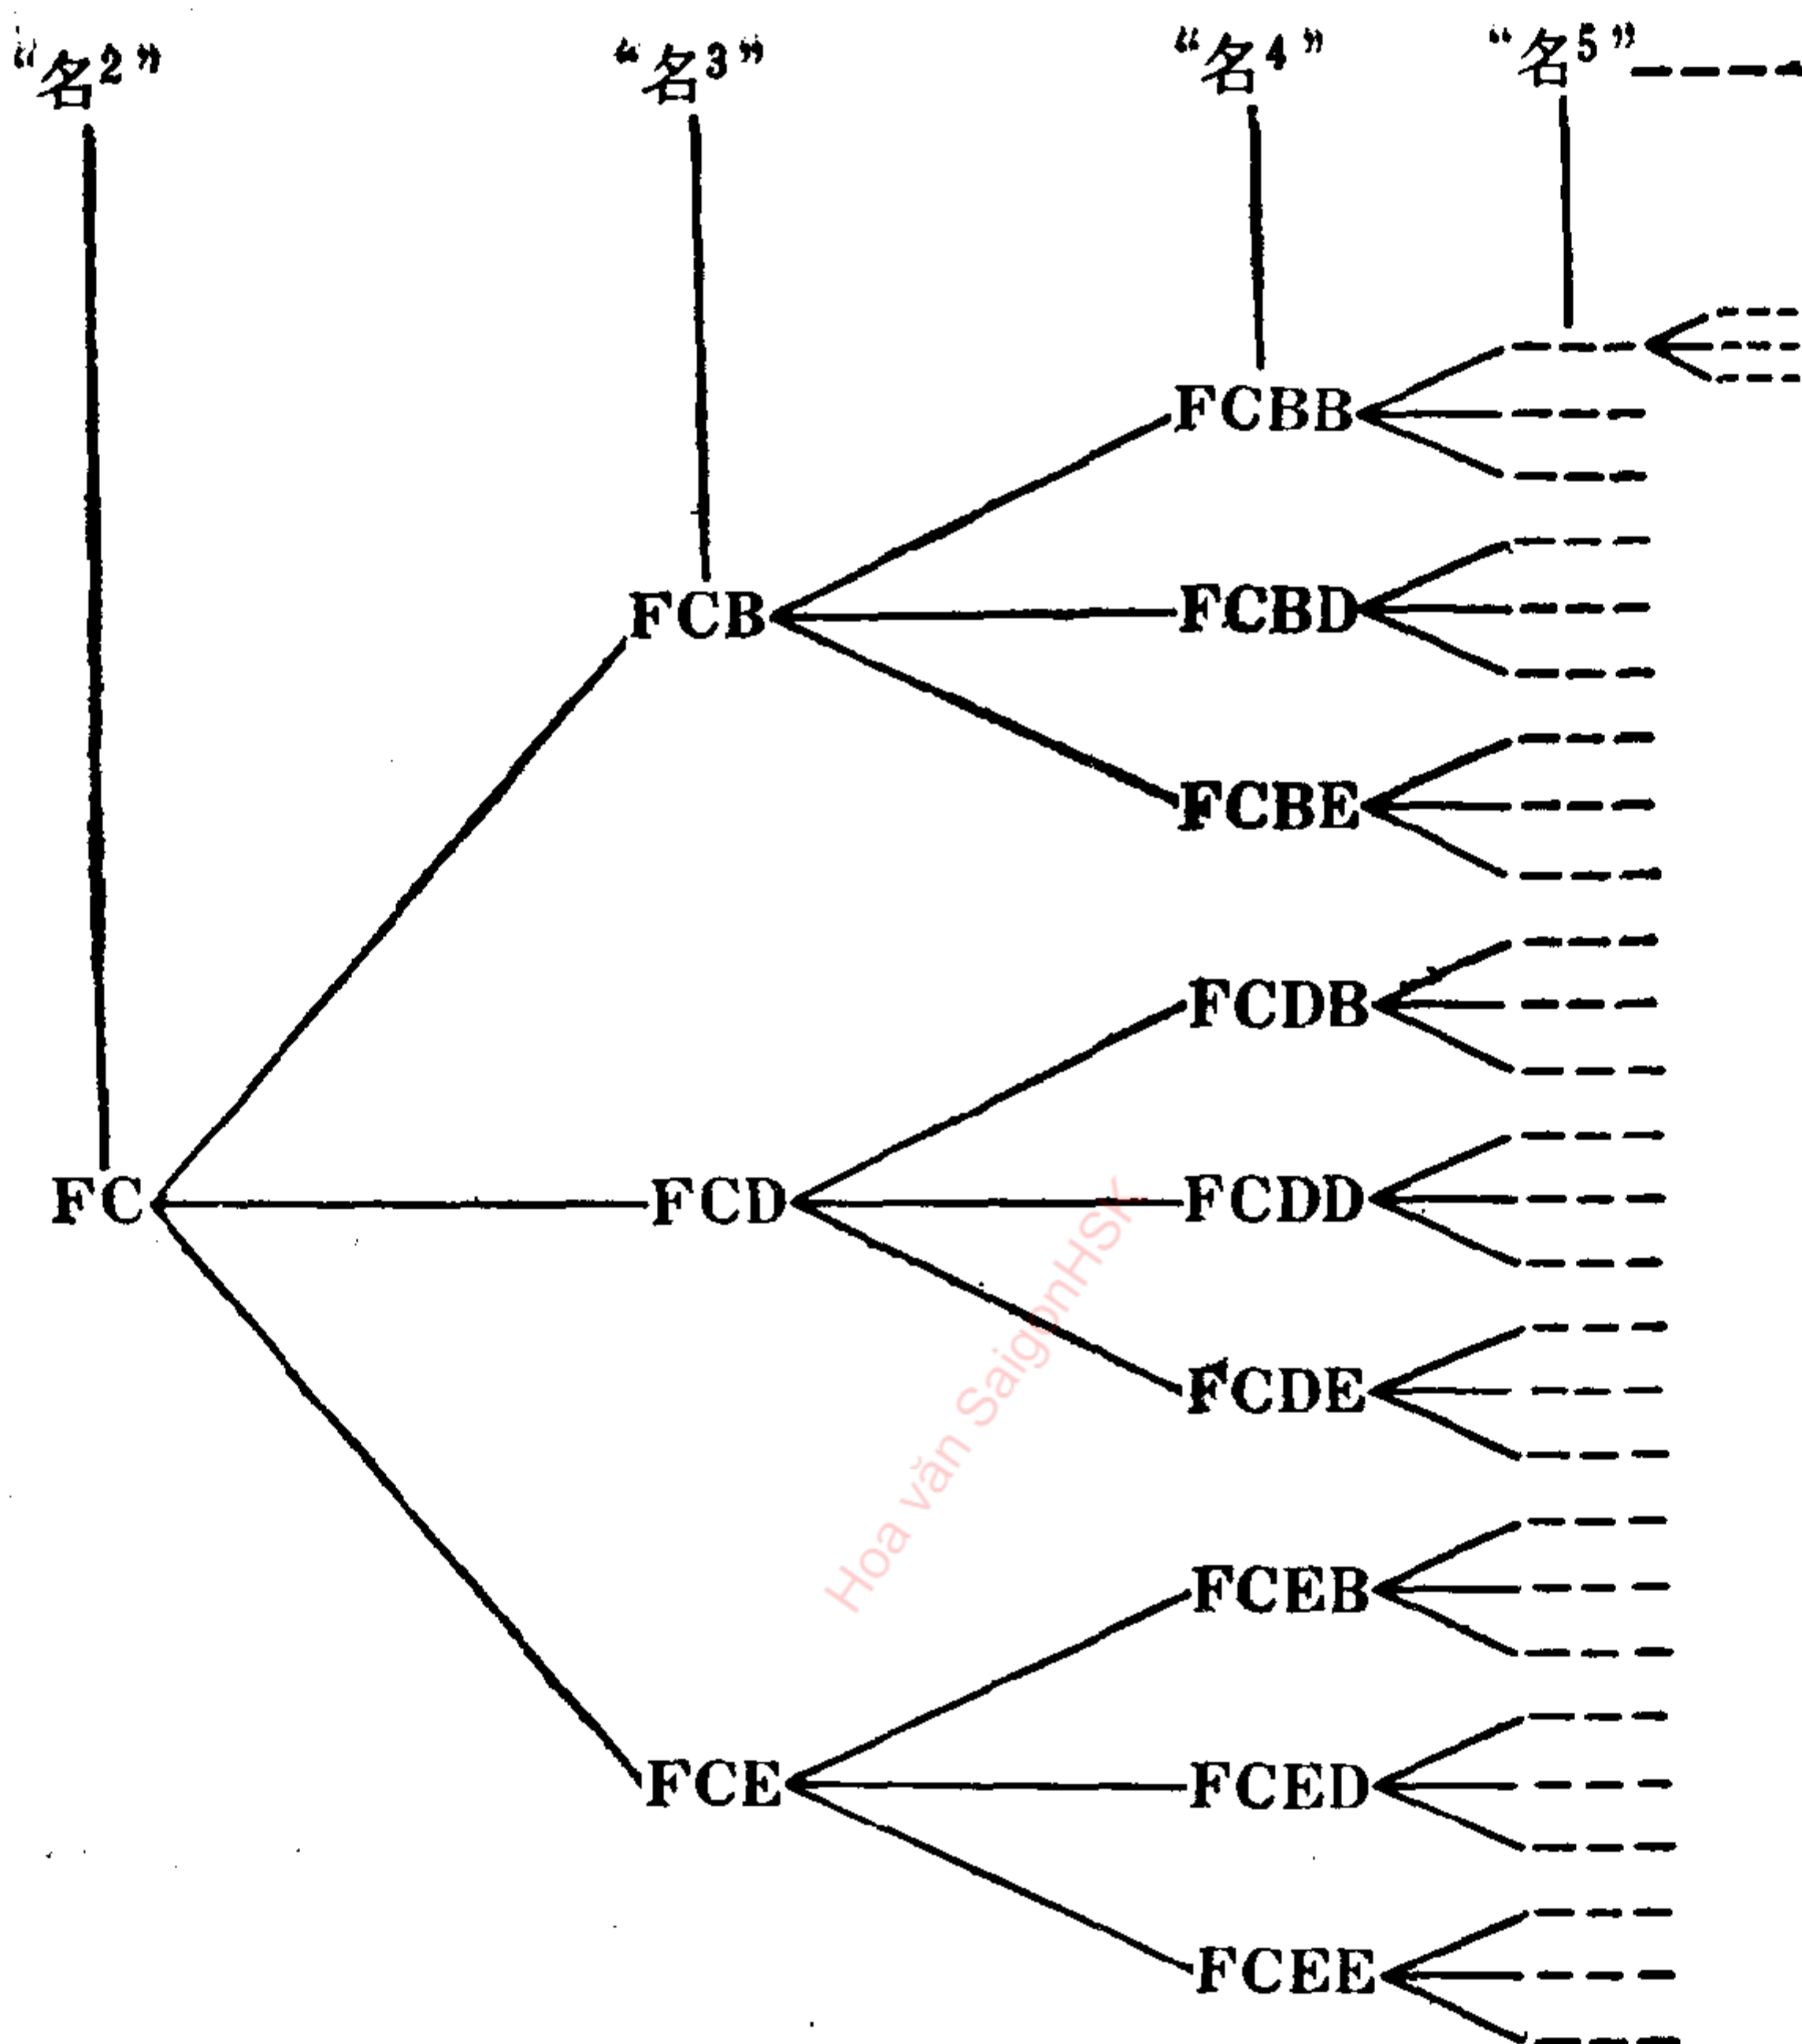 “名²” “名³” “名⁴” “名⁵”
FCBB
FCB FCBD
FCBE
FCDB
FC FCD FCDD
FCDE
FCEB
FCE FCED
FCEE
Hoa văn SaigonHSK